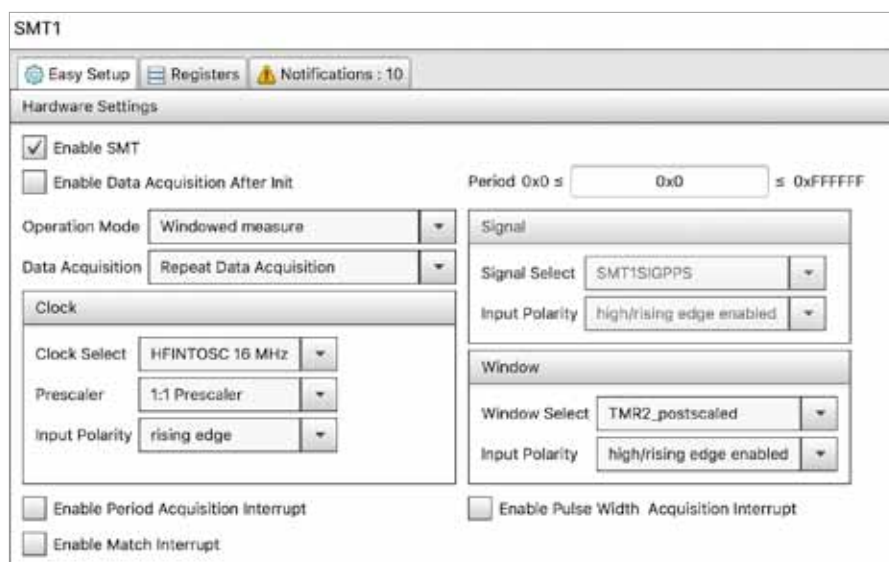 SMT1
Easy Setup
Registers
Notifications : 10
Hardware Settings
Enable SMT
Enable Data Acquisition After Init
Period 0x0 ≤ 0x0 ≤ 0xFFFFFF
Operation Mode Windowed measure
Data Acquisition Repeat Data Acquisition
Clock
Clock Select HFINTOSC 16 MHz
Prescaler 1:1 Prescaler
Input Polarity rising edge
Signal
Signal Select SMT1SIGPPS
Input Polarity high/rising edge enabled
Window
Window Select TMR2_postscaled
Input Polarity high/rising edge enabled
Enable Period Acquisition Interrupt
Enable Pulse Width Acquisition Interrupt
Enable Match Interrupt